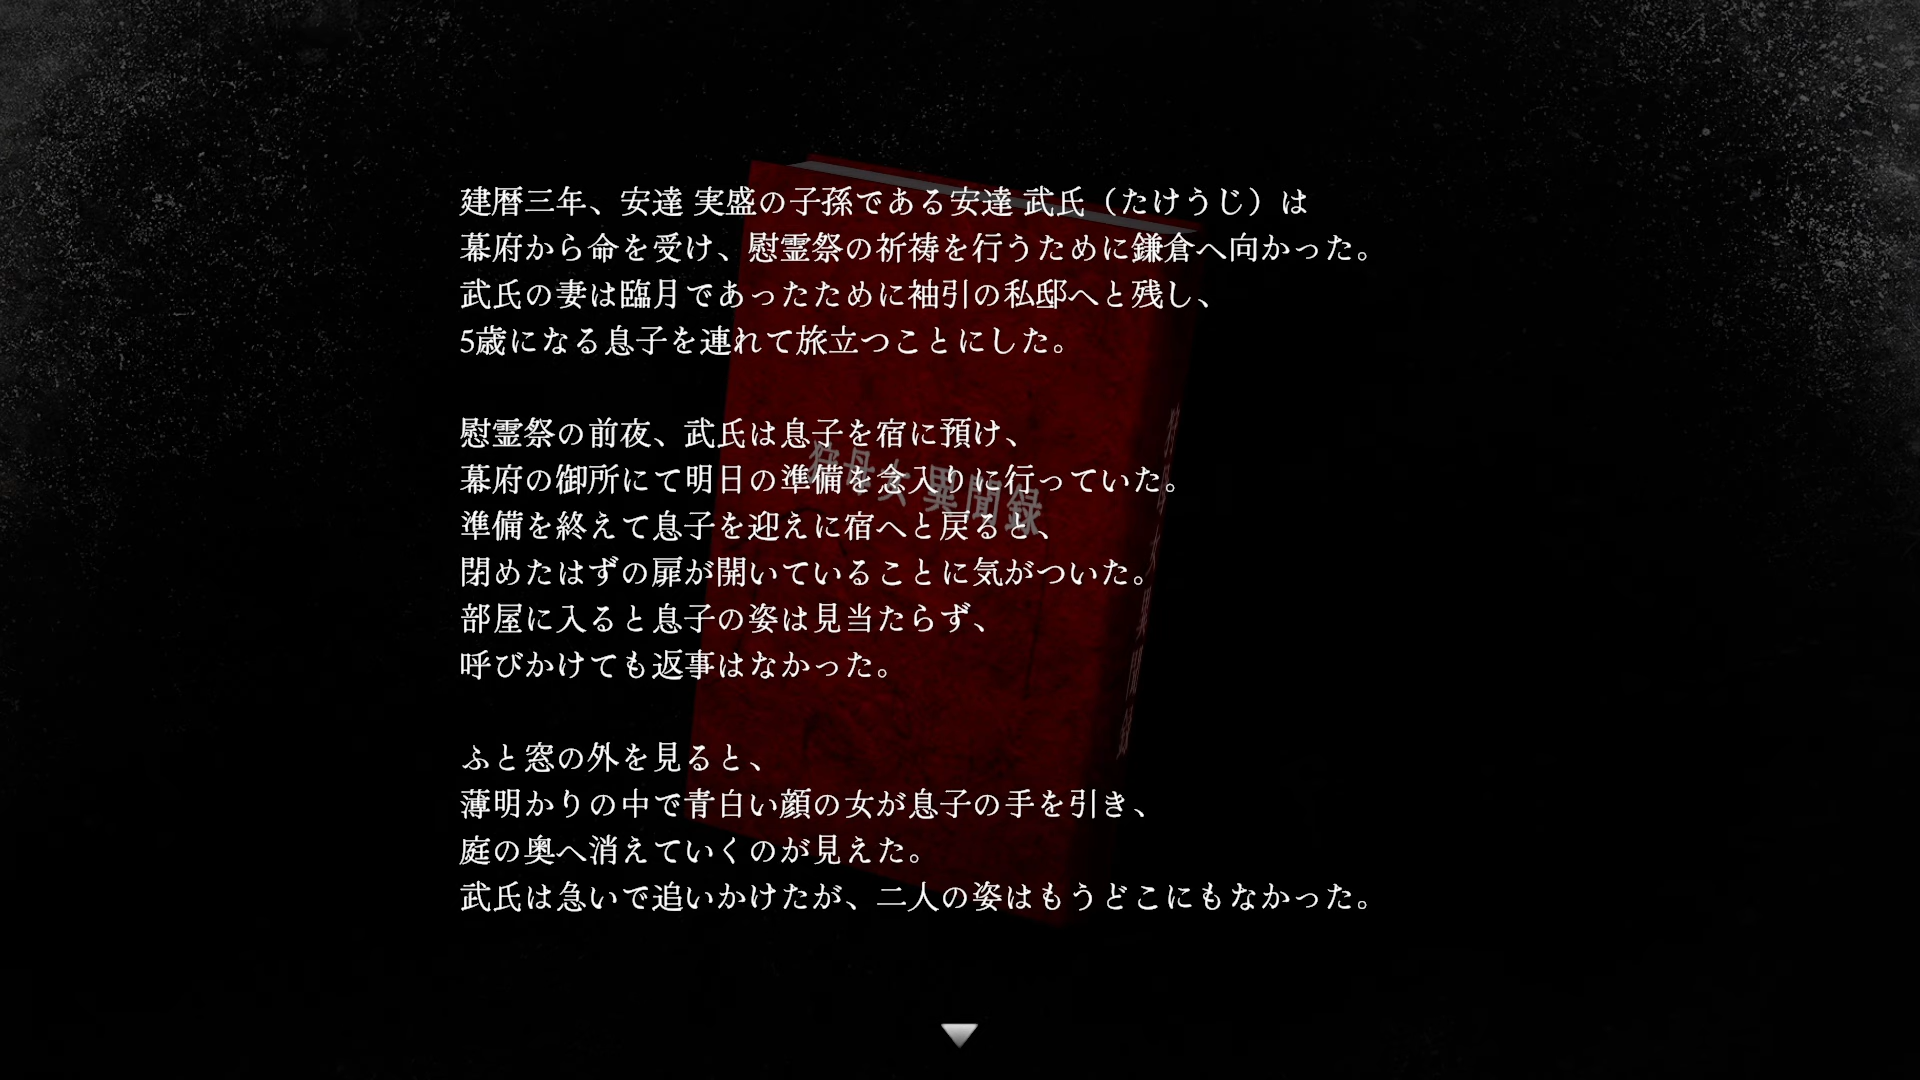 建暦三年、安達 実盛の子孫である安達 武氏（たけうじ）は
幕府から命を受け、慰霊祭の祈祷を行うために鎌倉へ向かった。
武氏の妻は臨月であったために袖引の私邸へと残し、
5歳になる息子を連れて旅立つことにした。
慰霊祭の前夜、武氏は息子を宿に預け、
幕府の御所にて明日の準備を念入りに行っていた。
準備を終えて息子を迎えに宿へと戻ると、
閉めたはずの扉が開いていることに気がついた。
部屋に入ると息子の姿は見当たらず、
呼びかけても返事はなかった。
ふと窓の外を見ると、
薄明かりの中で青白い顔の女が息子の手を引き、
庭の奥へ消えていくのが見えた。
武氏は急いで追いかけたが、二人の姿はもうどこにもなかった。
母女異聞録